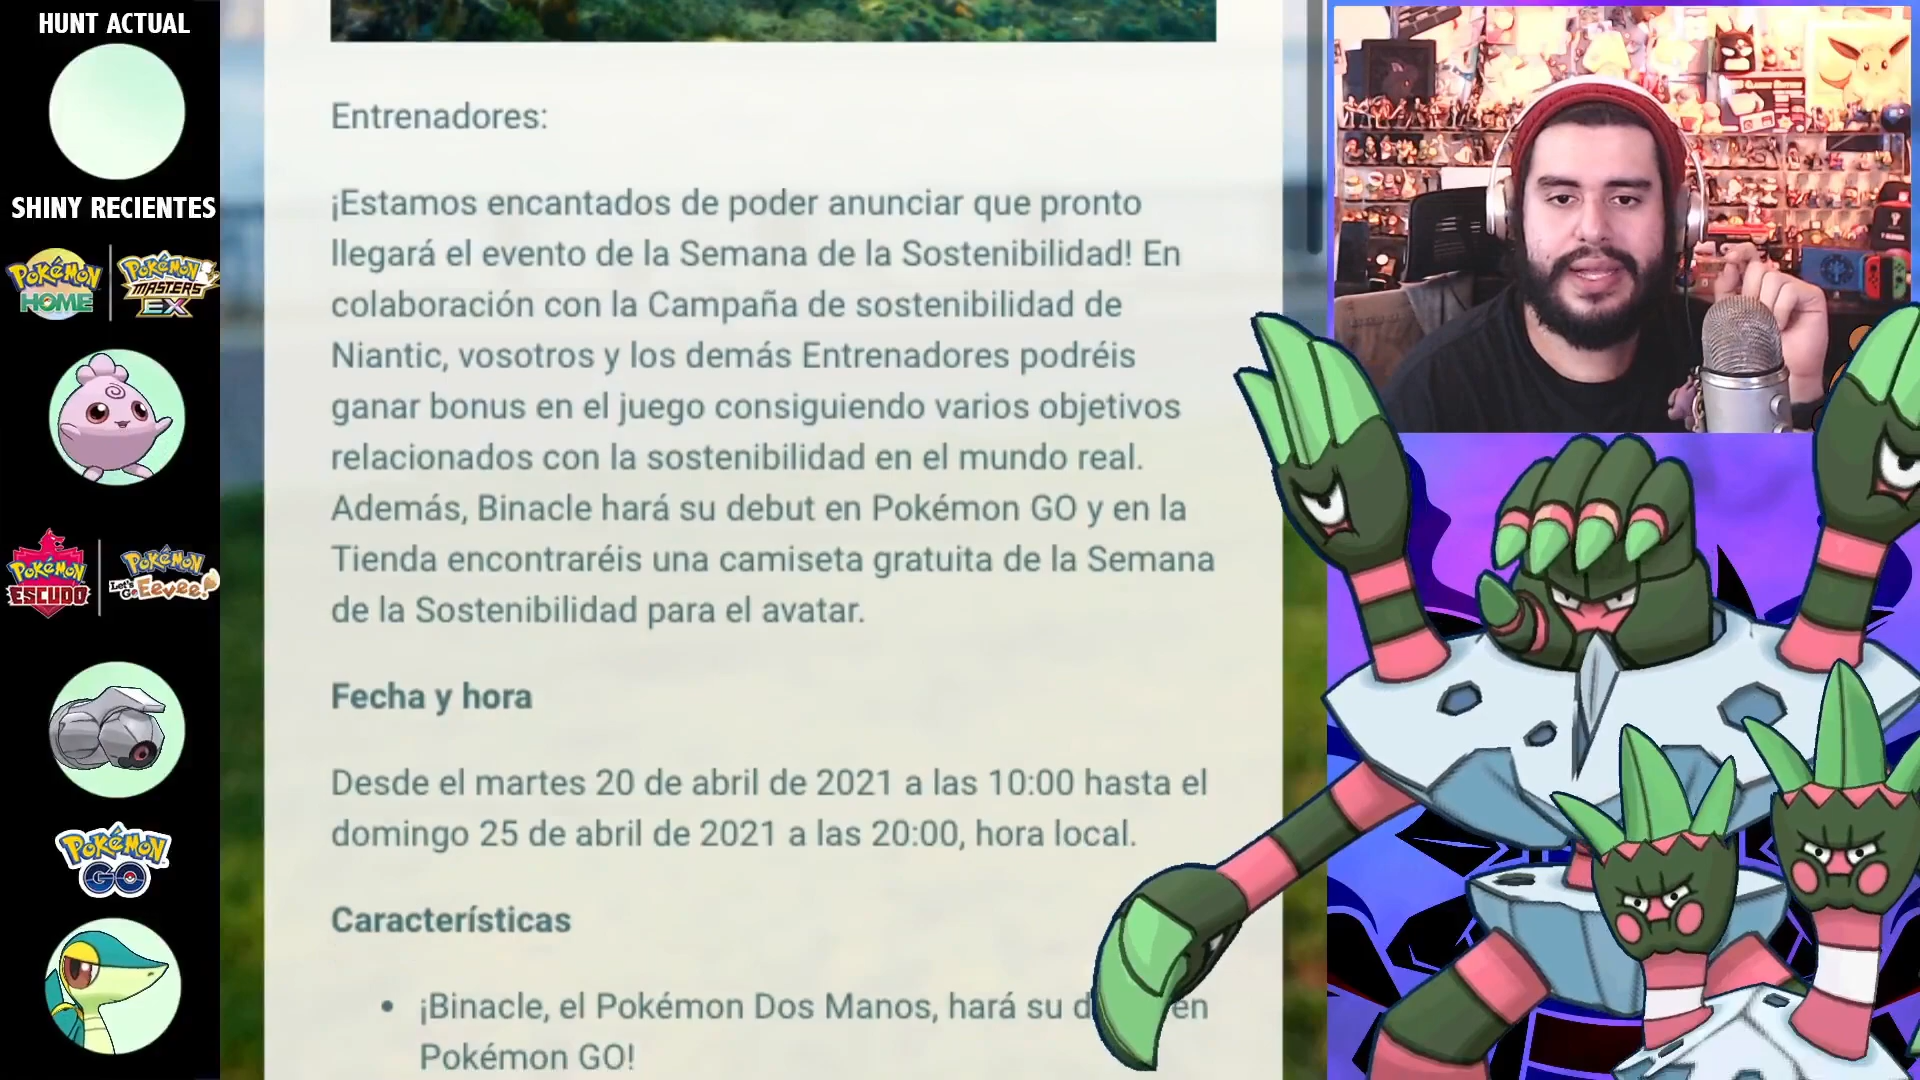 HUNT ACTUAL
SHINY RECIENTES
POKÉMON
HOME
POKÉMON
MASTERS
EX
POKÉMON
ESCUDO
POKÉMON
Let's Go
Eevee!
POKÉMON
GO
Entrenadores:
¡Estamos encantados de poder anunciar que pronto
llegará el evento de la Semana de la Sostenibilidad! En
colaboración con la Campaña de sostenibilidad de
Niantic, vosotros y los demás Entrenadores podréis
ganar bonus en el juego consiguiendo varios objetivos
relacionados con la sostenibilidad en el mundo real.
Además, Binacle hará su debut en Pokémon GO y en la
Tienda encontraréis una camiseta gratuita de la Semana
de la Sostenibilidad para el avatar.
Fecha y hora
Desde el martes 20 de abril de 2021 a las 10:00 hasta el
domingo 25 de abril de 2021 a las 20:00, hora local.
Características
• ¡Binacle, el Pokémon Dos Manos, hará su en
Pokémon GO!